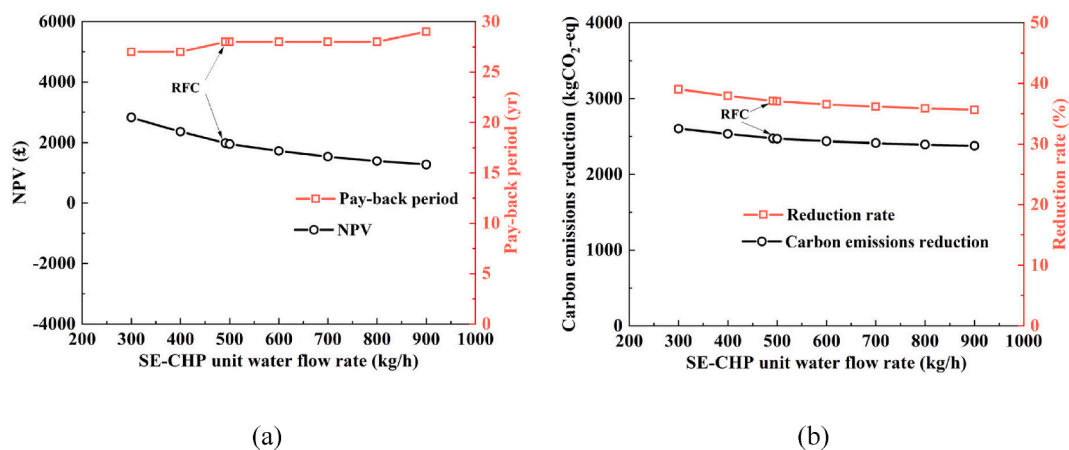 6000
4000
2000
0
-2000
-4000
NPV (£)
30
25
20
15
10
5
0
Pay-back period (yr)
RFC
Pay-back period
NPV
200 300 400 500 600 700 800 900 1000
SE-CHP unit water flow rate (kg/h)
(a)
4000
3000
2000
1000
0
Carbon emissions reduction (kgCO₂-eq)
50
40
30
20
10
0
Reduction rate (%)
RFC
Reduction rate
Carbon emissions reduction
200 300 400 500 600 700 800 900 1000
SE-CHP unit water flow rate (kg/h)
(b)